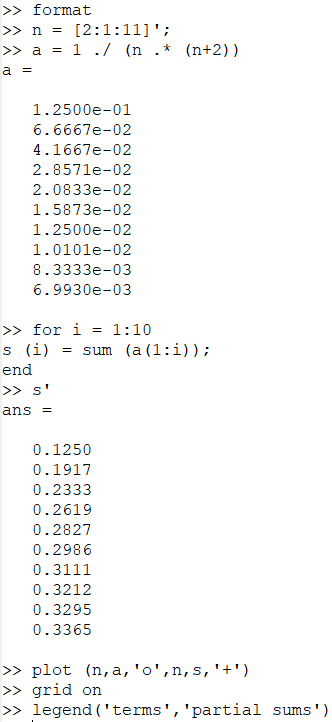 >> format
>> n = [2:1:11]';
>> a = 1 ./ (n .* (n+2))
a =
1.2500e-01
6.6667e-02
4.1667e-02
2.8571e-02
2.0833e-02
1.5873e-02
1.2500e-02
1.0101e-02
8.3333e-03
6.9930e-03
>> for i = 1:10
s (i) = sum (a(1:i));
end
>> s'
ans =
0.1250
0.1917
0.2333
0.2619
0.2827
0.2986
0.3111
0.3212
0.3295
0.3365
>> plot (n,a,'o',n,s,'+')
>> grid on
>> legend('terms','partial sums')